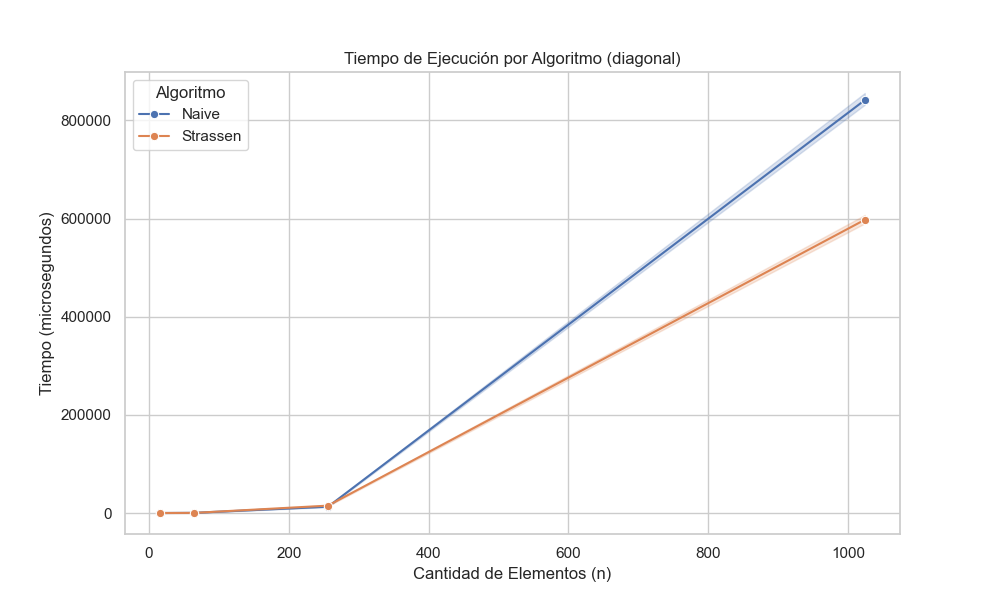 Tiempo de Ejecución por Algoritmo (diagonal)
Algoritmo
Naive
Strassen
Tiempo (microsegundos)
800000
600000
400000
200000
0
0 200 400 600 800 1000
Cantidad de Elementos (n)